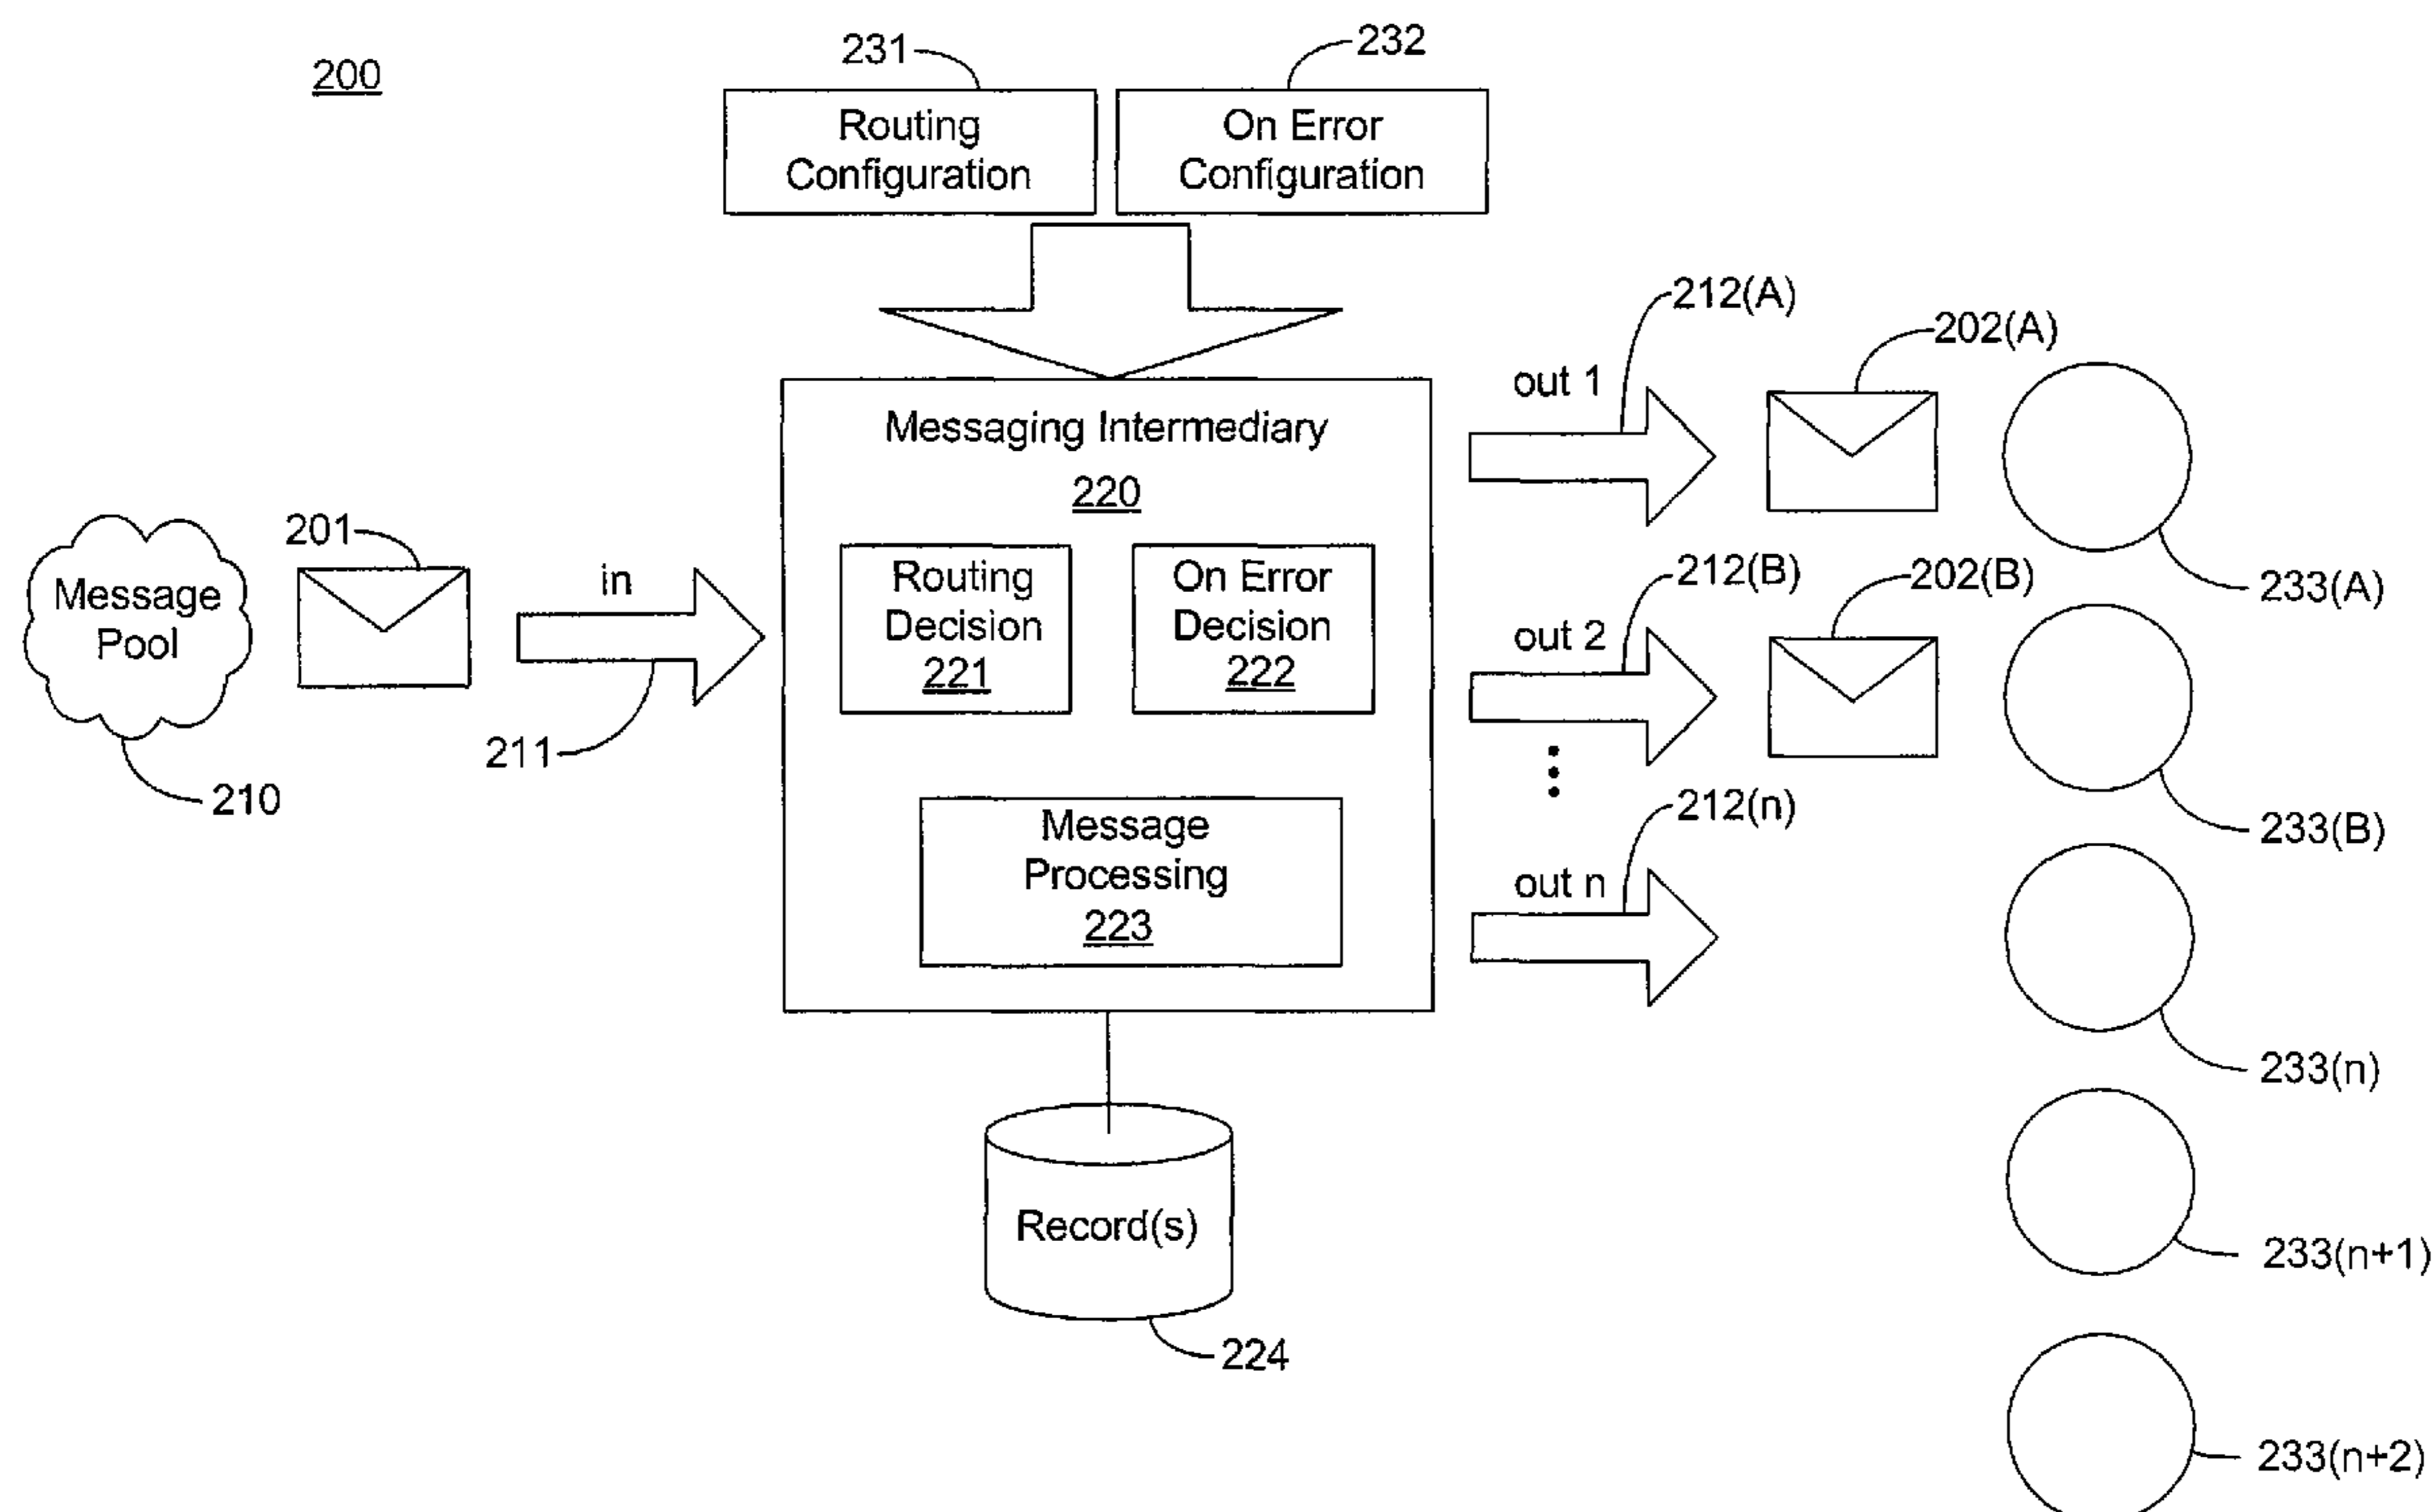 200
231
232
Routing
Configuration
On Error
Configuration
212(A)
202(A)
out 1
Messaging Intermediary
220
233(A)
Message
Pool
201
in
211
210
Routing
Decision
221
On Error
Decision
222
212(B)
202(B)
out 2
233(B)
Message
Processing
223
212(n)
out n
233(n)
Record(s)
224
233(n+1)
233(n+2)